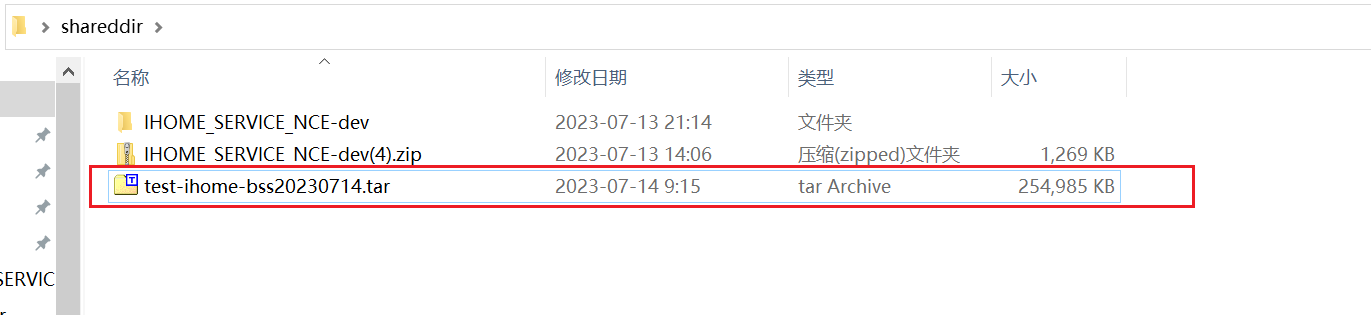 shareddir
名称 修改日期 类型 大小
IHOME_SERVICE_NCE-dev 2023-07-13 21:14 文件夹
IHOME_SERVICE_NCE-dev(4).zip 2023-07-13 14:06 压缩(zipped)文件夹 1,269 KB
test-ihome-bss20230714.tar 2023-07-14 9:15 tar Archive 254,985 KB
SERVIC